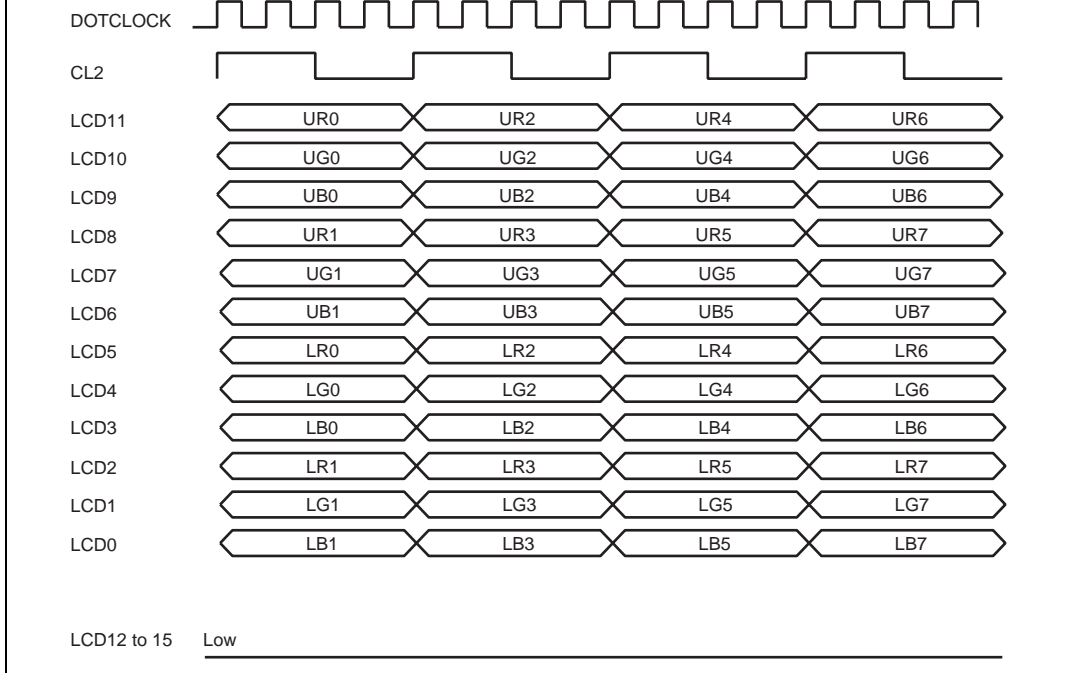 DOTCLOCK
CL2
LCD11 UR0 UR2 UR4 UR6
LCD10 UG0 UG2 UG4 UG6
LCD9 UB0 UB2 UB4 UB6
LCD8 UR1 UR3 UR5 UR7
LCD7 UG1 UG3 UG5 UG7
LCD6 UB1 UB3 UB5 UB7
LCD5 LR0 LR2 LR4 LR6
LCD4 LG0 LG2 LG4 LG6
LCD3 LB0 LB2 LB4 LB6
LCD2 LR1 LR3 LR5 LR7
LCD1 LG1 LG3 LG5 LG7
LCD0 LB1 LB3 LB5 LB7
LCD12 to 15 Low